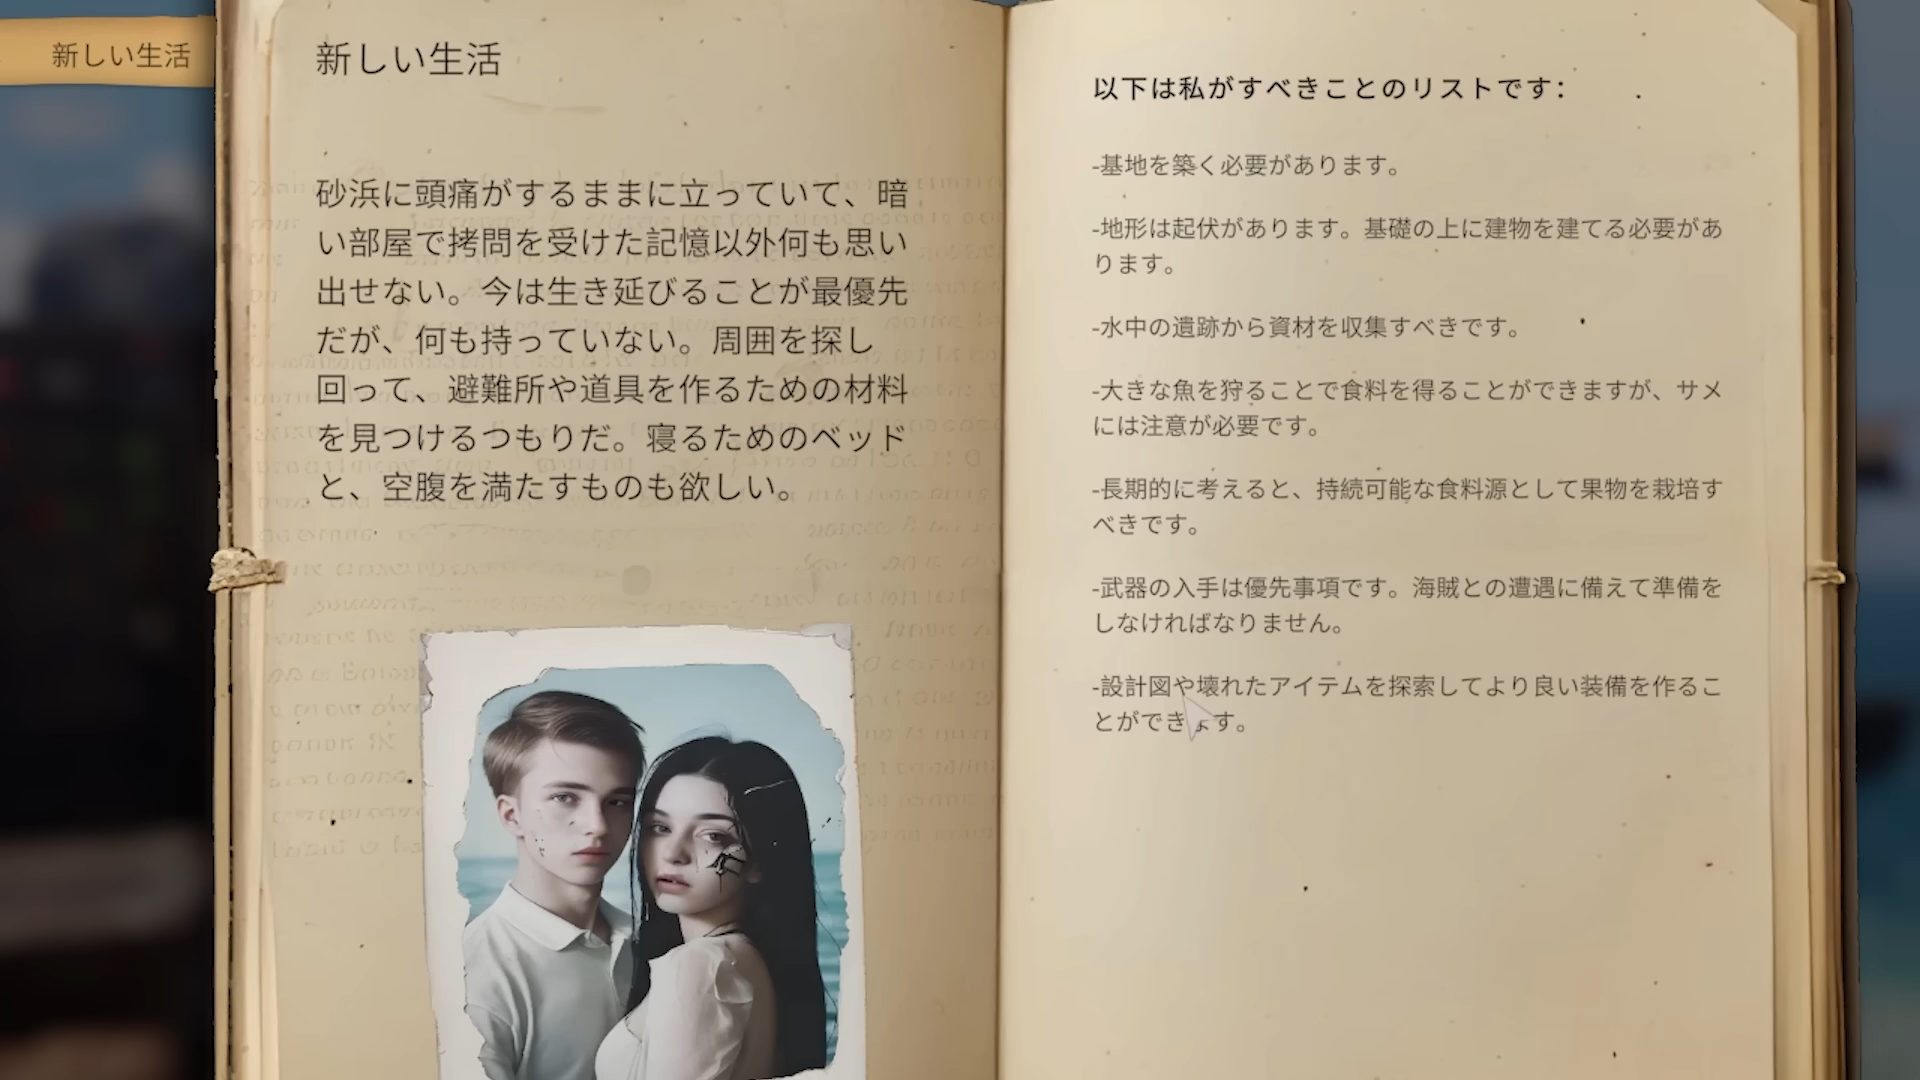 新しい生活
新しい生活
砂浜に頭痛がするままに立っていて、暗
い部屋で拷問を受けた記憶以外何も思い
出せない。今は生き延びることが最優先
だが、何も持っていない。周囲を探し
回って、避難所や道具を作るための材料
を見つけるつもりだ。寝るためのベッド
と、空腹を満たすものも欲しい。
以下は私がすべきことのリストです：
-基地を築く必要があります。
-地形は起伏があります。基礎の上に建物を建てる必要があ
ります。
-水中の遺跡から資材を収集すべきです。
-大きな魚を狩ることで食料を得ることができますが、サメ
には注意が必要です。
-長期的に考えると、持続可能な食料源として果物を栽培す
べきです。
-武器の入手は優先事項です。海賊との遭遇に備えて準備を
しなければなりません。
-設計図や壊れたアイテムを探索してより良い装備を作るこ
とができます。